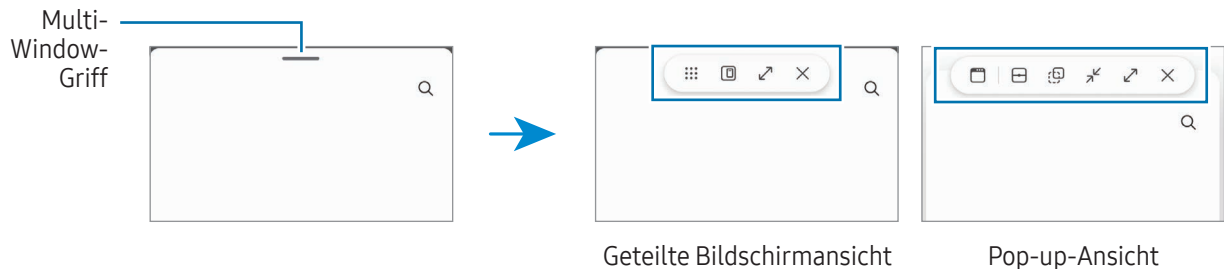 Multi-
Window-
Griff
Geteilte Bildschirmansicht
Pop-up-Ansicht